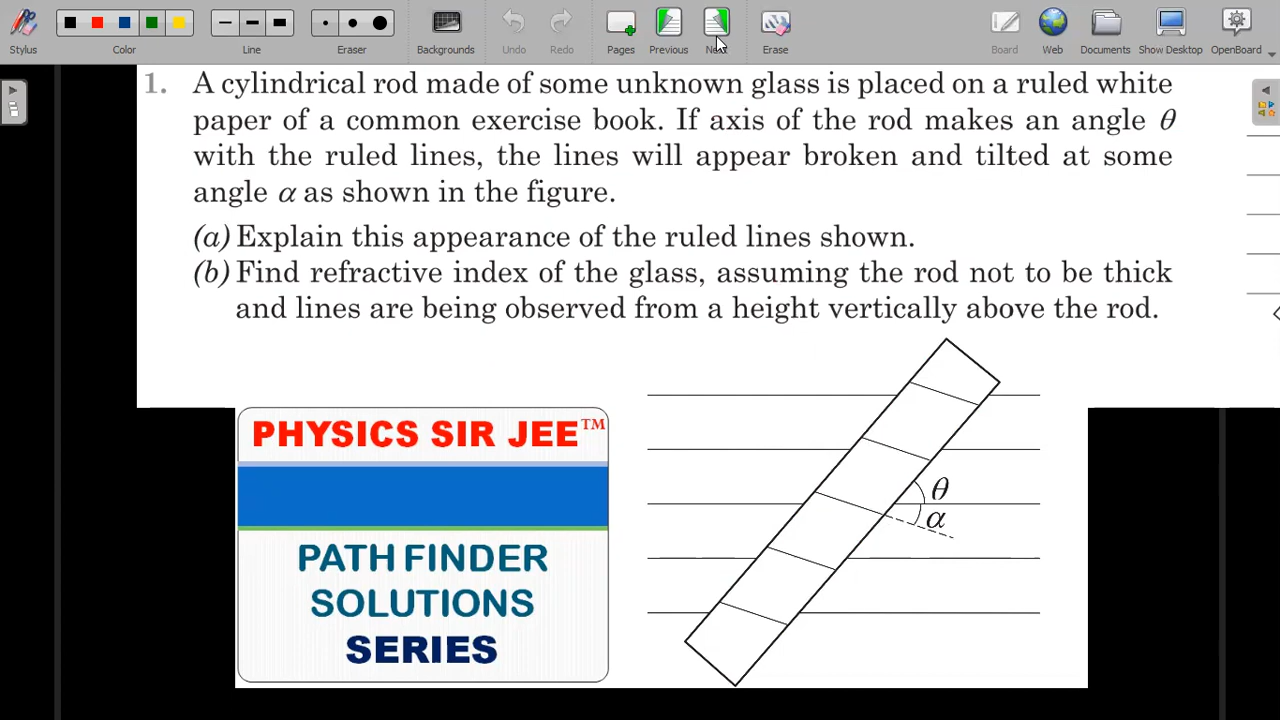 Stylus
Color
Line
Eraser
Backgrounds
Undo
Redo
Pages
Previous
Next
Erase
Board
Web
Documents
Show Desktop
OpenBoard
1. A cylindrical rod made of some unknown glass is placed on a ruled white
paper of a common exercise book. If axis of the rod makes an angle θ
with the ruled lines, the lines will appear broken and tilted at some
angle α as shown in the figure.
(a) Explain this appearance of the ruled lines shown.
(b) Find refractive index of the glass, assuming the rod not to be thick
and lines are being observed from a height vertically above the rod.
PHYSICS SIR JEE™
PATH FINDER
SOLUTIONS
SERIES
θ
α